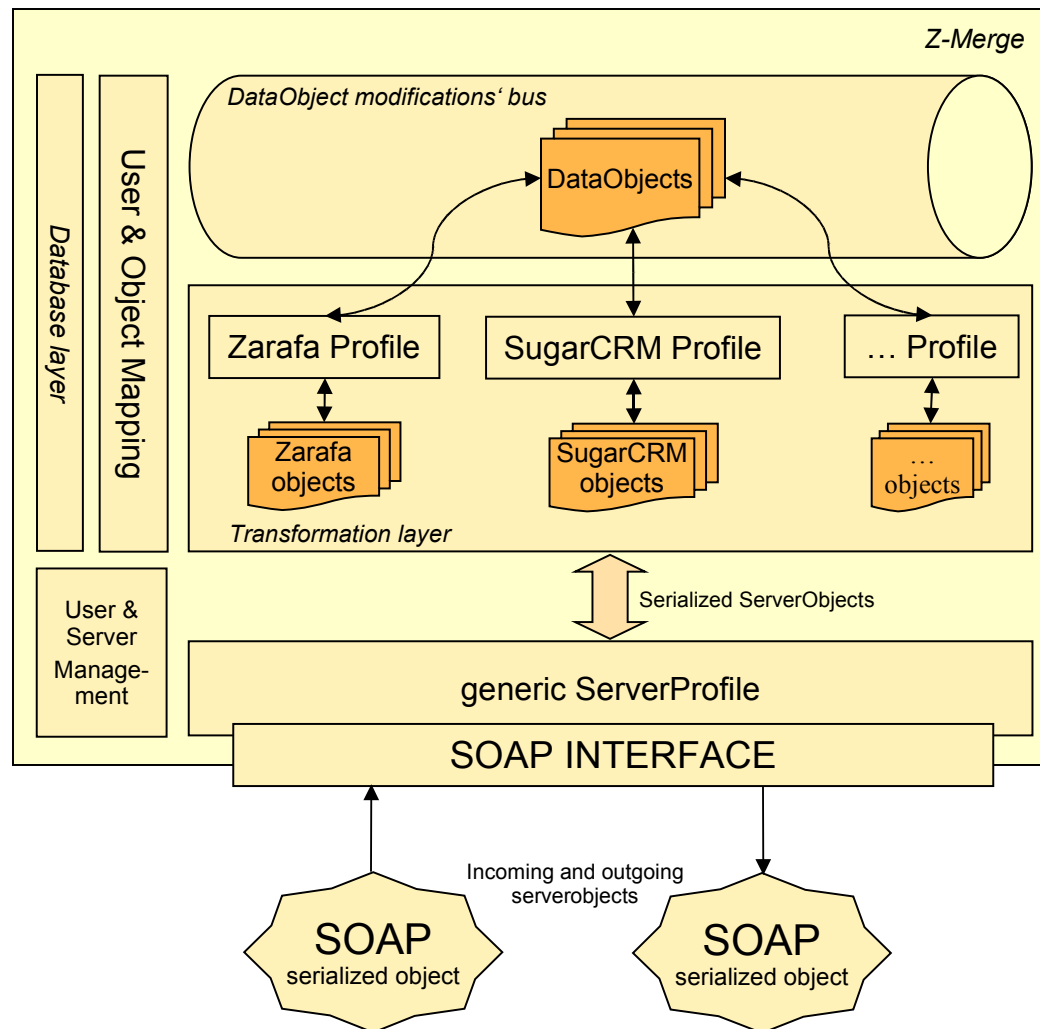 Z-Merge
DataObject modifications‘ bus
DataObjects
Database layer
User & Object Mapping
Zarafa Profile
SugarCRM Profile
… Profile
Zarafa
objects
SugarCRM
objects
…
objects
Transformation layer
Serialized ServerObjects
User &
Server
Manage-
ment
generic ServerProfile
SOAP INTERFACE
Incoming and outgoing
serverobjects
SOAP
serialized object
SOAP
serialized object